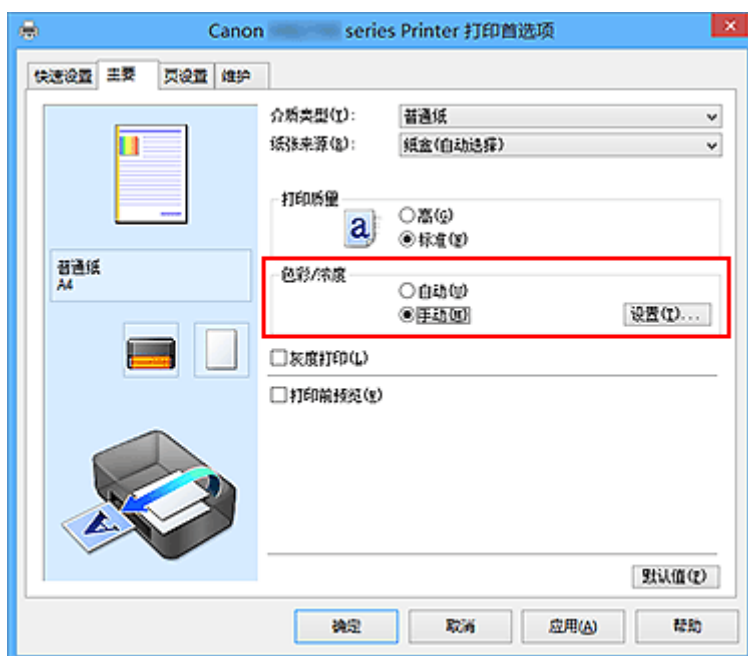 Canon series Printer 打印首选项
快速设置 主要 页设置 维护
介质类型(T): 普通纸
纸张来源(R): 纸盒(自动选择)
打印质量
a
高(G)
标准(Y)
普通纸
A4
色彩/浓度
自动(U)
手动(M)
设置(I)...
灰度打印(L)
打印前预览(E)
A
默认值(F)
确定 取消 应用(A) 帮助